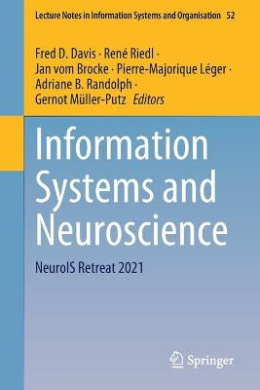 Lecture Notes in Information Systems and Organisation 52
Fred D. Davis · René Riedl
Jan vom Brocke · Pierre-Majorique Léger
Adriane B. Randolph
Gernot Müller-Putz Editors
Information
Systems and
Neuroscience
NeuroIS Retreat 2021
Springer